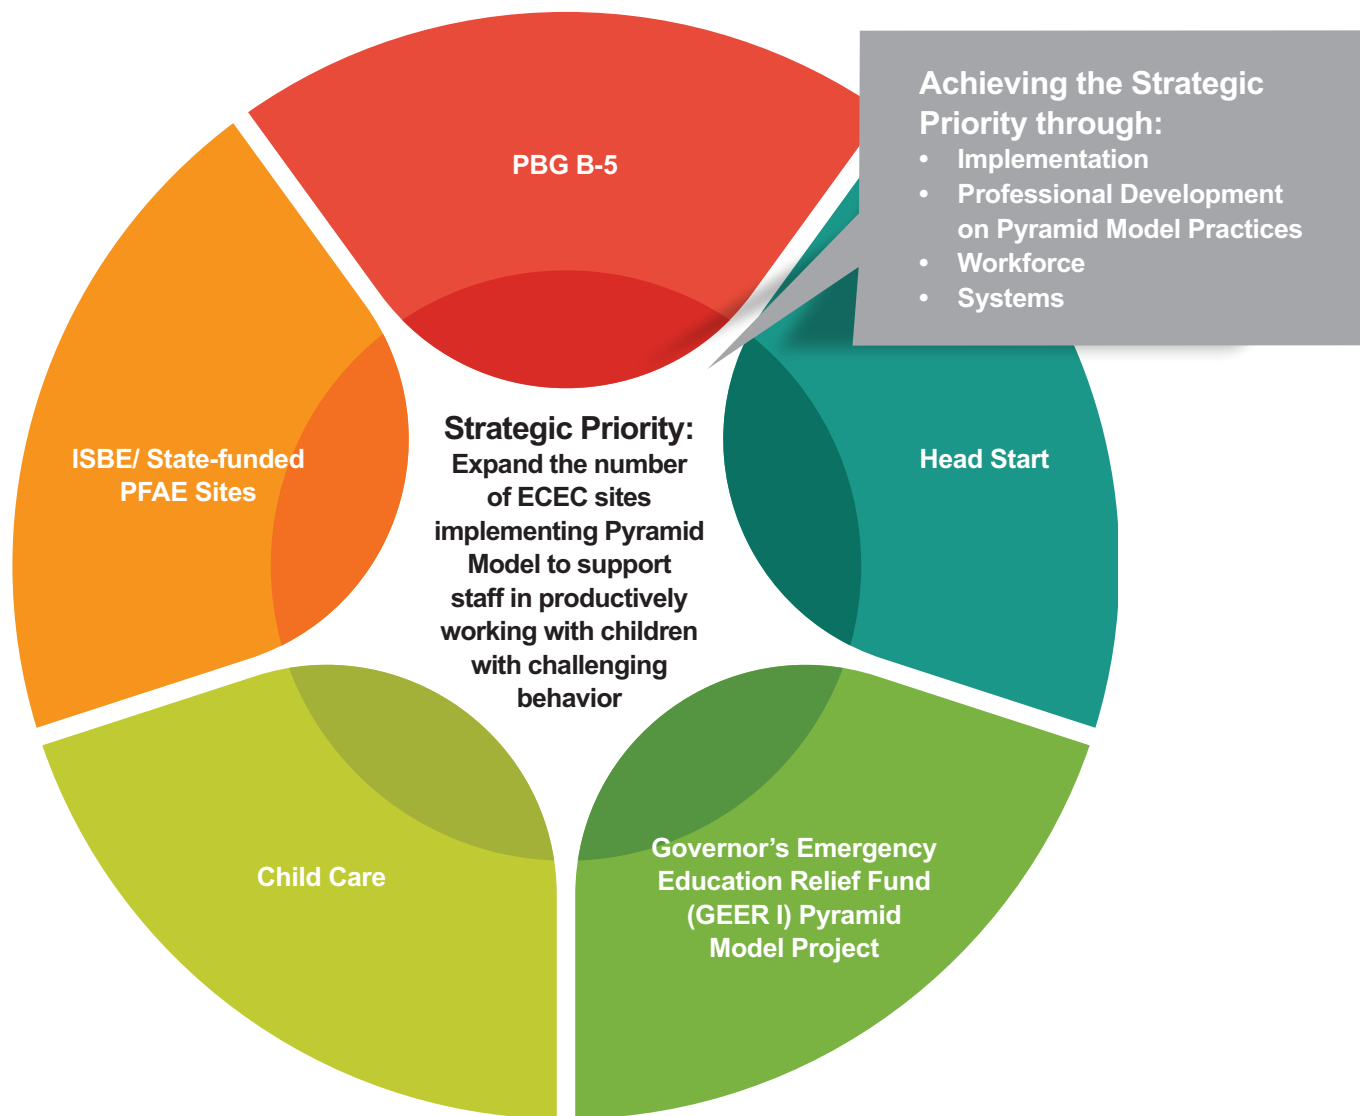 PBG B-5
Achieving the Strategic
Priority through:
• Implementation
• Professional Development
on Pyramid Model Practices
• Workforce
• Systems
ISBE/ State-funded
PFAE Sites
Strategic Priority:
Expand the number
of ECEC sites
implementing Pyramid
Model to support
staff in productively
working with children
with challenging
behavior
Head Start
Child Care
Governor’s Emergency
Education Relief Fund
(GEER I) Pyramid
Model Project